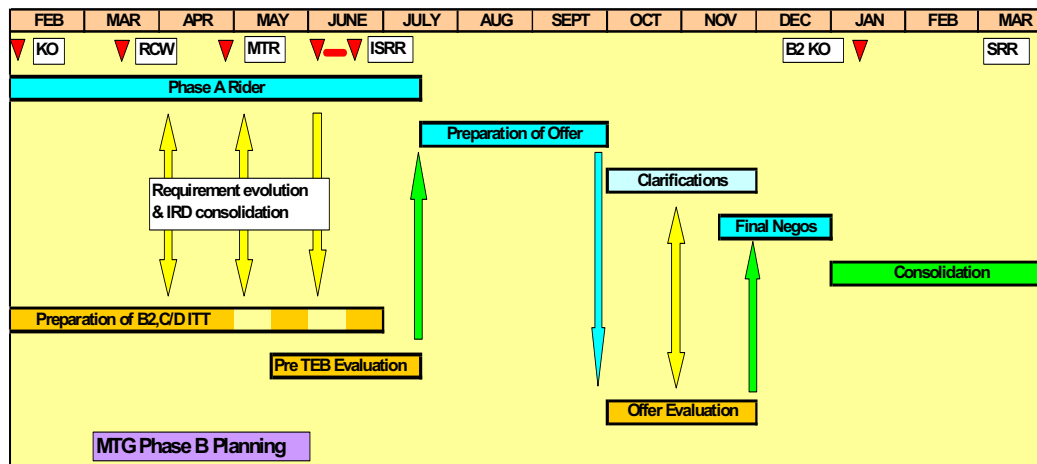 FEB MAR APR MAY JUNE JULY AUG SEPT OCT NOV DEC JAN FEB MAR
KO RCW MTR ISRR B2 KO SRR
Phase A Rider
Preparation of Offer
Clarifications
Requirement evolution
& IRD consolidation
Final Negos
Consolidation
Preparation of B2,C/D ITT
Pre TEB Evaluation
Offer Evaluation
MTG Phase B Planning